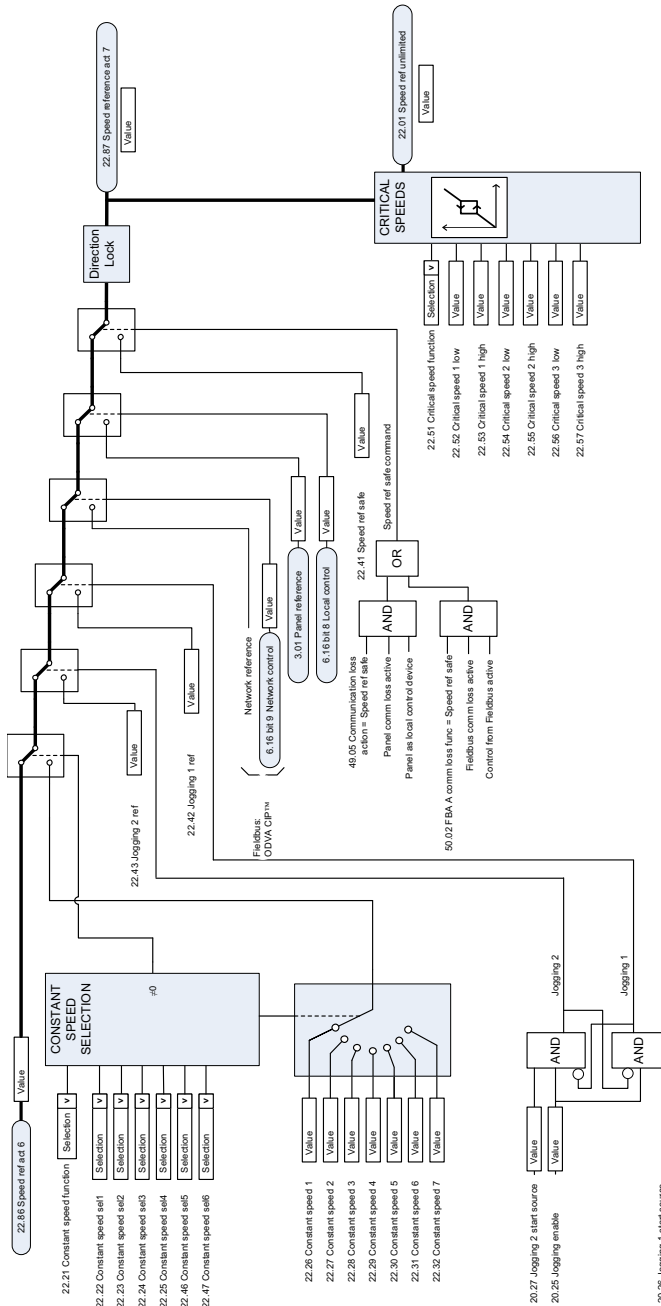 22.86 Speed ref act 6
Value
22.21 Constant speed function
Selection
v
22.22 Constant speed sel1
Selection
v
22.23 Constant speed sel2
Selection
v
22.24 Constant speed sel3
Selection
v
22.25 Constant speed sel4
Selection
v
22.46 Constant speed sel5
Selection
v
22.47 Constant speed sel6
Selection
v
CONSTANT
SPEED
SELECTION
≠0
22.26 Constant speed 1
Value
22.27 Constant speed 2
Value
22.28 Constant speed 3
Value
22.29 Constant speed 4
Value
22.30 Constant speed 5
Value
22.31 Constant speed 6
Value
22.32 Constant speed 7
Value
20.27 Jogging 2 start source
Value
20.25 Jogging enable
Value
20.26 Jogging 1 start source
AND
AND
Jogging 2
Jogging 1
22.43 Jogging 2 ref
Value
22.42 Jogging 1 ref
Value
Fieldbus:
ODVA CIP™
Network reference
6.16 bit 9 Network control
Value
3.01 Panel reference
Value
6.16 bit 8 Local control
Value
22.41 Speed ref safe
Value
49.05 Communication loss
action = Speed ref safe
Panel comm loss active
Panel as local control device
AND
50.02 FBA A comm loss func = Speed ref safe
Fieldbus comm loss active
Control from Fieldbus active
AND
OR
Speed ref safe command
Direction
Lock
22.87 Speed reference act 7
Value
22.51 Critical speed function
Selection
v
22.52 Critical speed 1 low
Value
22.53 Critical speed 1 high
Value
22.54 Critical speed 2 low
Value
22.55 Critical speed 2 high
Value
22.56 Critical speed 3 low
Value
22.57 Critical speed 3 high
Value
CRITICAL
SPEEDS
22.01 Speed ref unlimited
Value